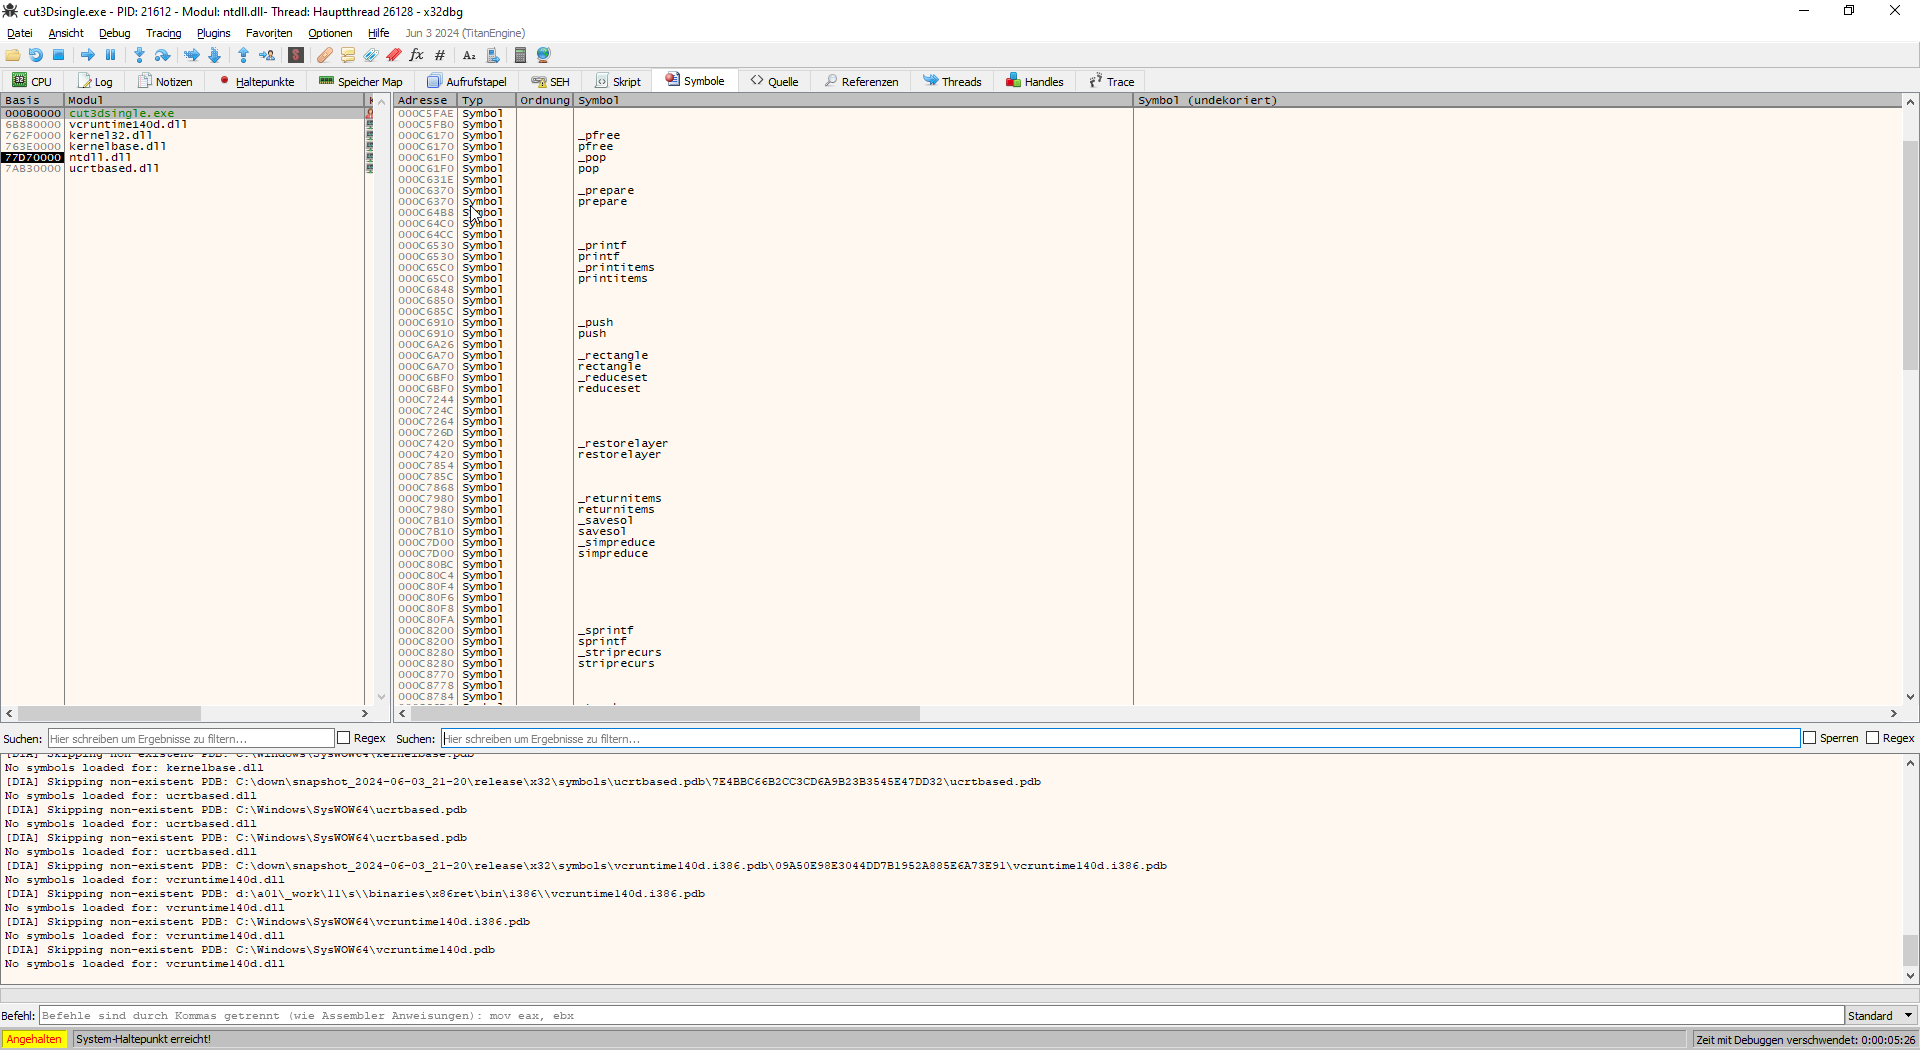 cut3Dsingle.exe - PID: 21612 - Modul: ntdll.dll- Thread: Hauptthread 26128 - x32dbg
Datei Ansicht Debug Tracing Plugins Favoriten Optionen Hilfe Jun 3 2024 (TitanEngine)
CPU Log Notizen Haltepunkte Speicher Map Aufrufstapel SEH Skript Symbole Quelle Referenzen Threads Handles Trace
Basis Modul
000B0000 cut3dsingle.exe
6B880000 vcruntime140d.dll
762F0000 kernel32.dll
763E0000 kernelbase.dll
77D70000 ntdll.dll
7AB30000 ucrtbased.dll
Adresse Typ Ordnung Symbol Symbol (undekoriert)
000C5FAE Symbol
000C5FB0 Symbol
000C6170 Symbol _pfree
000C6170 Symbol pfree
000C61F0 Symbol _pop
000C61F0 Symbol pop
000C631E Symbol
000C6370 Symbol _prepare
000C6370 Symbol prepare
000C64B8 Symbol
000C64C0 Symbol
000C64CC Symbol
000C6530 Symbol _printf
000C6530 Symbol printf
000C65C0 Symbol _printitems
000C65C0 Symbol printitems
000C6848 Symbol
000C6850 Symbol
000C685C Symbol
000C6910 Symbol _push
000C6910 Symbol push
000C6A26 Symbol
000C6A70 Symbol _rectangle
000C6A70 Symbol rectangle
000C6BF0 Symbol _reduceset
000C6BF0 Symbol reduceset
000C7244 Symbol
000C724C Symbol
000C7264 Symbol
000C726D Symbol
000C7420 Symbol _restorelayer
000C7420 Symbol restorelayer
000C7854 Symbol
000C785C Symbol
000C7868 Symbol
000C7980 Symbol _returnitems
000C7980 Symbol returnitems
000C7B10 Symbol _savesol
000C7B10 Symbol savesol
000C7D00 Symbol _simpreduce
000C7D00 Symbol simpreduce
000C80BC Symbol
000C80C4 Symbol
000C80F4 Symbol
000C80F6 Symbol
000C80F8 Symbol
000C80FA Symbol
000C8200 Symbol _sprintf
000C8200 Symbol sprintf
000C8280 Symbol _striprecurs
000C8280 Symbol striprecurs
000C8770 Symbol
000C8778 Symbol
000C8784 Symbol
Suchen: Hier schreiben um Ergebnisse zu filtern... Regex Suchen: Hier schreiben um Ergebnisse zu filtern... Sperren Regex
[DIA] Skipping non-existent PDB: C:\Windows\SysWOW64\kernelbase.pdb
No symbols loaded for: kernelbase.dll
[DIA] Skipping non-existent PDB: C:\down\snapshot_2024-06-03_21-20\release\x32\symbols\ucrtbased.pdb\7E4BBC66B2CC3CD6A9B23B3545E47DD32\ucrtbased.pdb
No symbols loaded for: ucrtbased.dll
[DIA] Skipping non-existent PDB: C:\Windows\SysWOW64\ucrtbased.pdb
No symbols loaded for: ucrtbased.dll
[DIA] Skipping non-existent PDB: C:\Windows\SysWOW64\ucrtbased.pdb
No symbols loaded for: ucrtbased.dll
[DIA] Skipping non-existent PDB: C:\down\snapshot_2024-06-03_21-20\release\x32\symbols\vcruntime140d.i386.pdb\09A50E98E3044DD7B1952A885E6A73E91\vcruntime140d.i386.pdb
No symbols loaded for: vcruntime140d.dll
[DIA] Skipping non-existent PDB: d:\a01\_work\11\s\\binaries\x86ret\bin\i386\\vcruntime140d.i386.pdb
No symbols loaded for: vcruntime140d.dll
[DIA] Skipping non-existent PDB: C:\Windows\SysWOW64\vcruntime140d.i386.pdb
No symbols loaded for: vcruntime140d.dll
[DIA] Skipping non-existent PDB: C:\Windows\SysWOW64\vcruntime140d.pdb
No symbols loaded for: vcruntime140d.dll
Befehl: Befehle sind durch Kommas getrennt (wie Assembler Anweisungen): mov eax, ebx Standard
Angehalten System-Haltepunkt erreicht! Zeit mit Debuggen verschwendet: 0:00:05:26